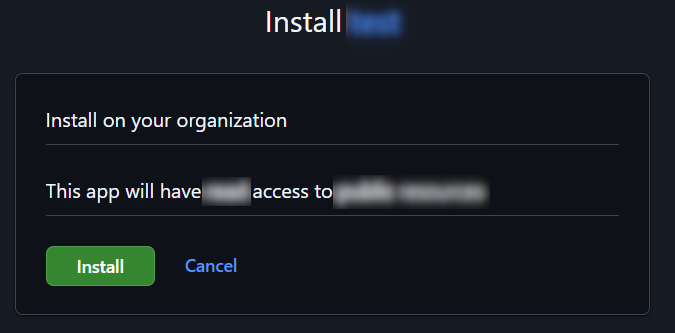 Install
Install on your organization
This app will have access to
Install
Cancel